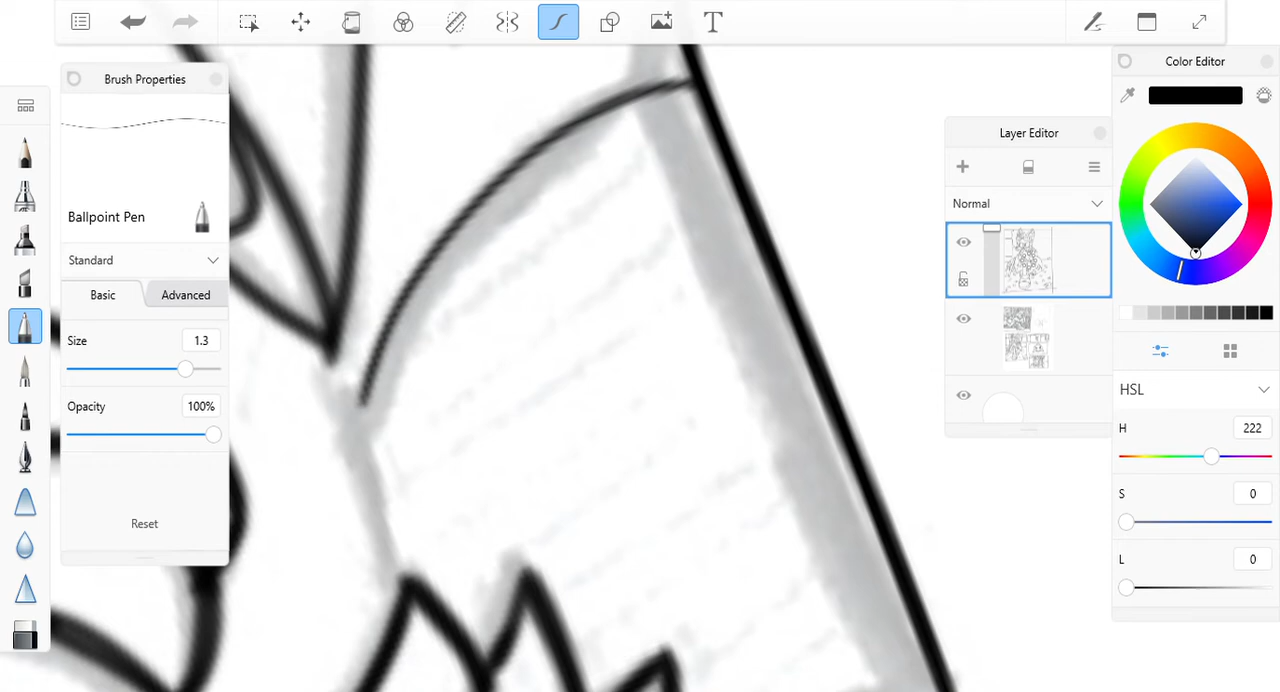 T
Brush Properties
Ballpoint Pen
Standard
Basic
Advanced
Size
1.3
Opacity
100%
Reset
Layer Editor
Normal
Color Editor
HSL
H
222
S
0
L
0